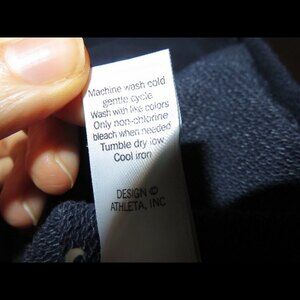 Machine wash cold
gentle cycle
Wash with like colors
Only non-chlorine
bleach when needed
Tumble dry low
Cool iron
DESIGN ©
ATHLETA, INC